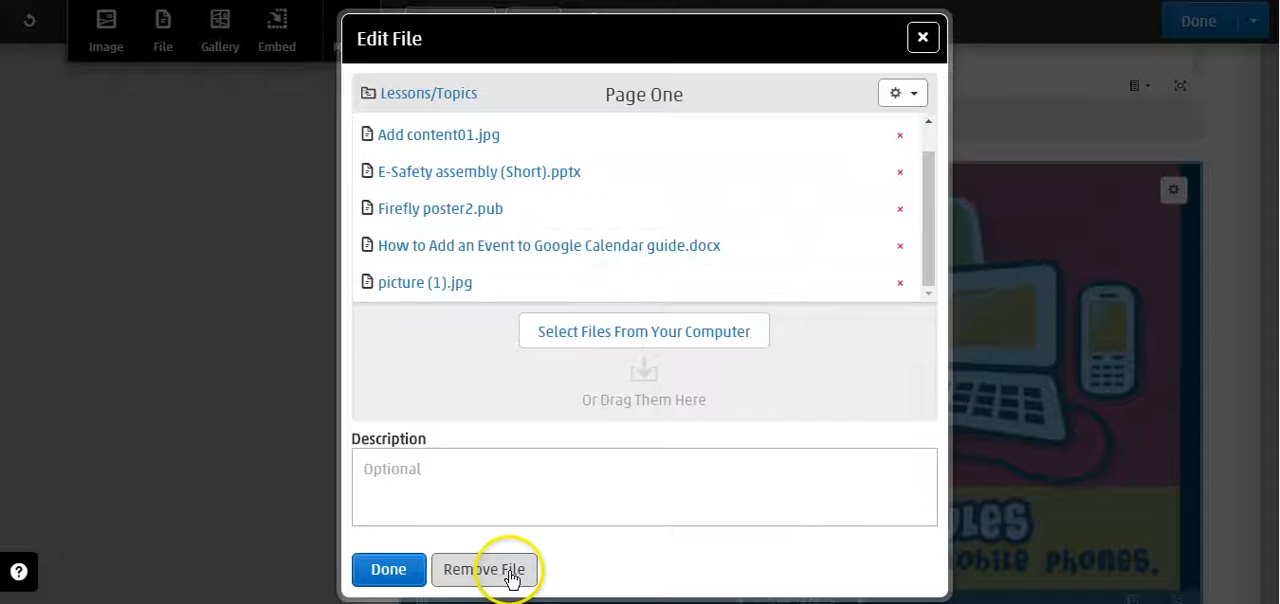 Done
Image File Gallery Embed
Edit File
Lessons/Topics
Page One
Add content01.jpg
E-Safety assembly (Short).pptx
Firefly poster2.pub
How to Add an Event to Google Calendar guide.docx
picture (1).jpg
Select Files From Your Computer
Or Drag Them Here
Description
Optional
Done
Remove File
mobile phones.